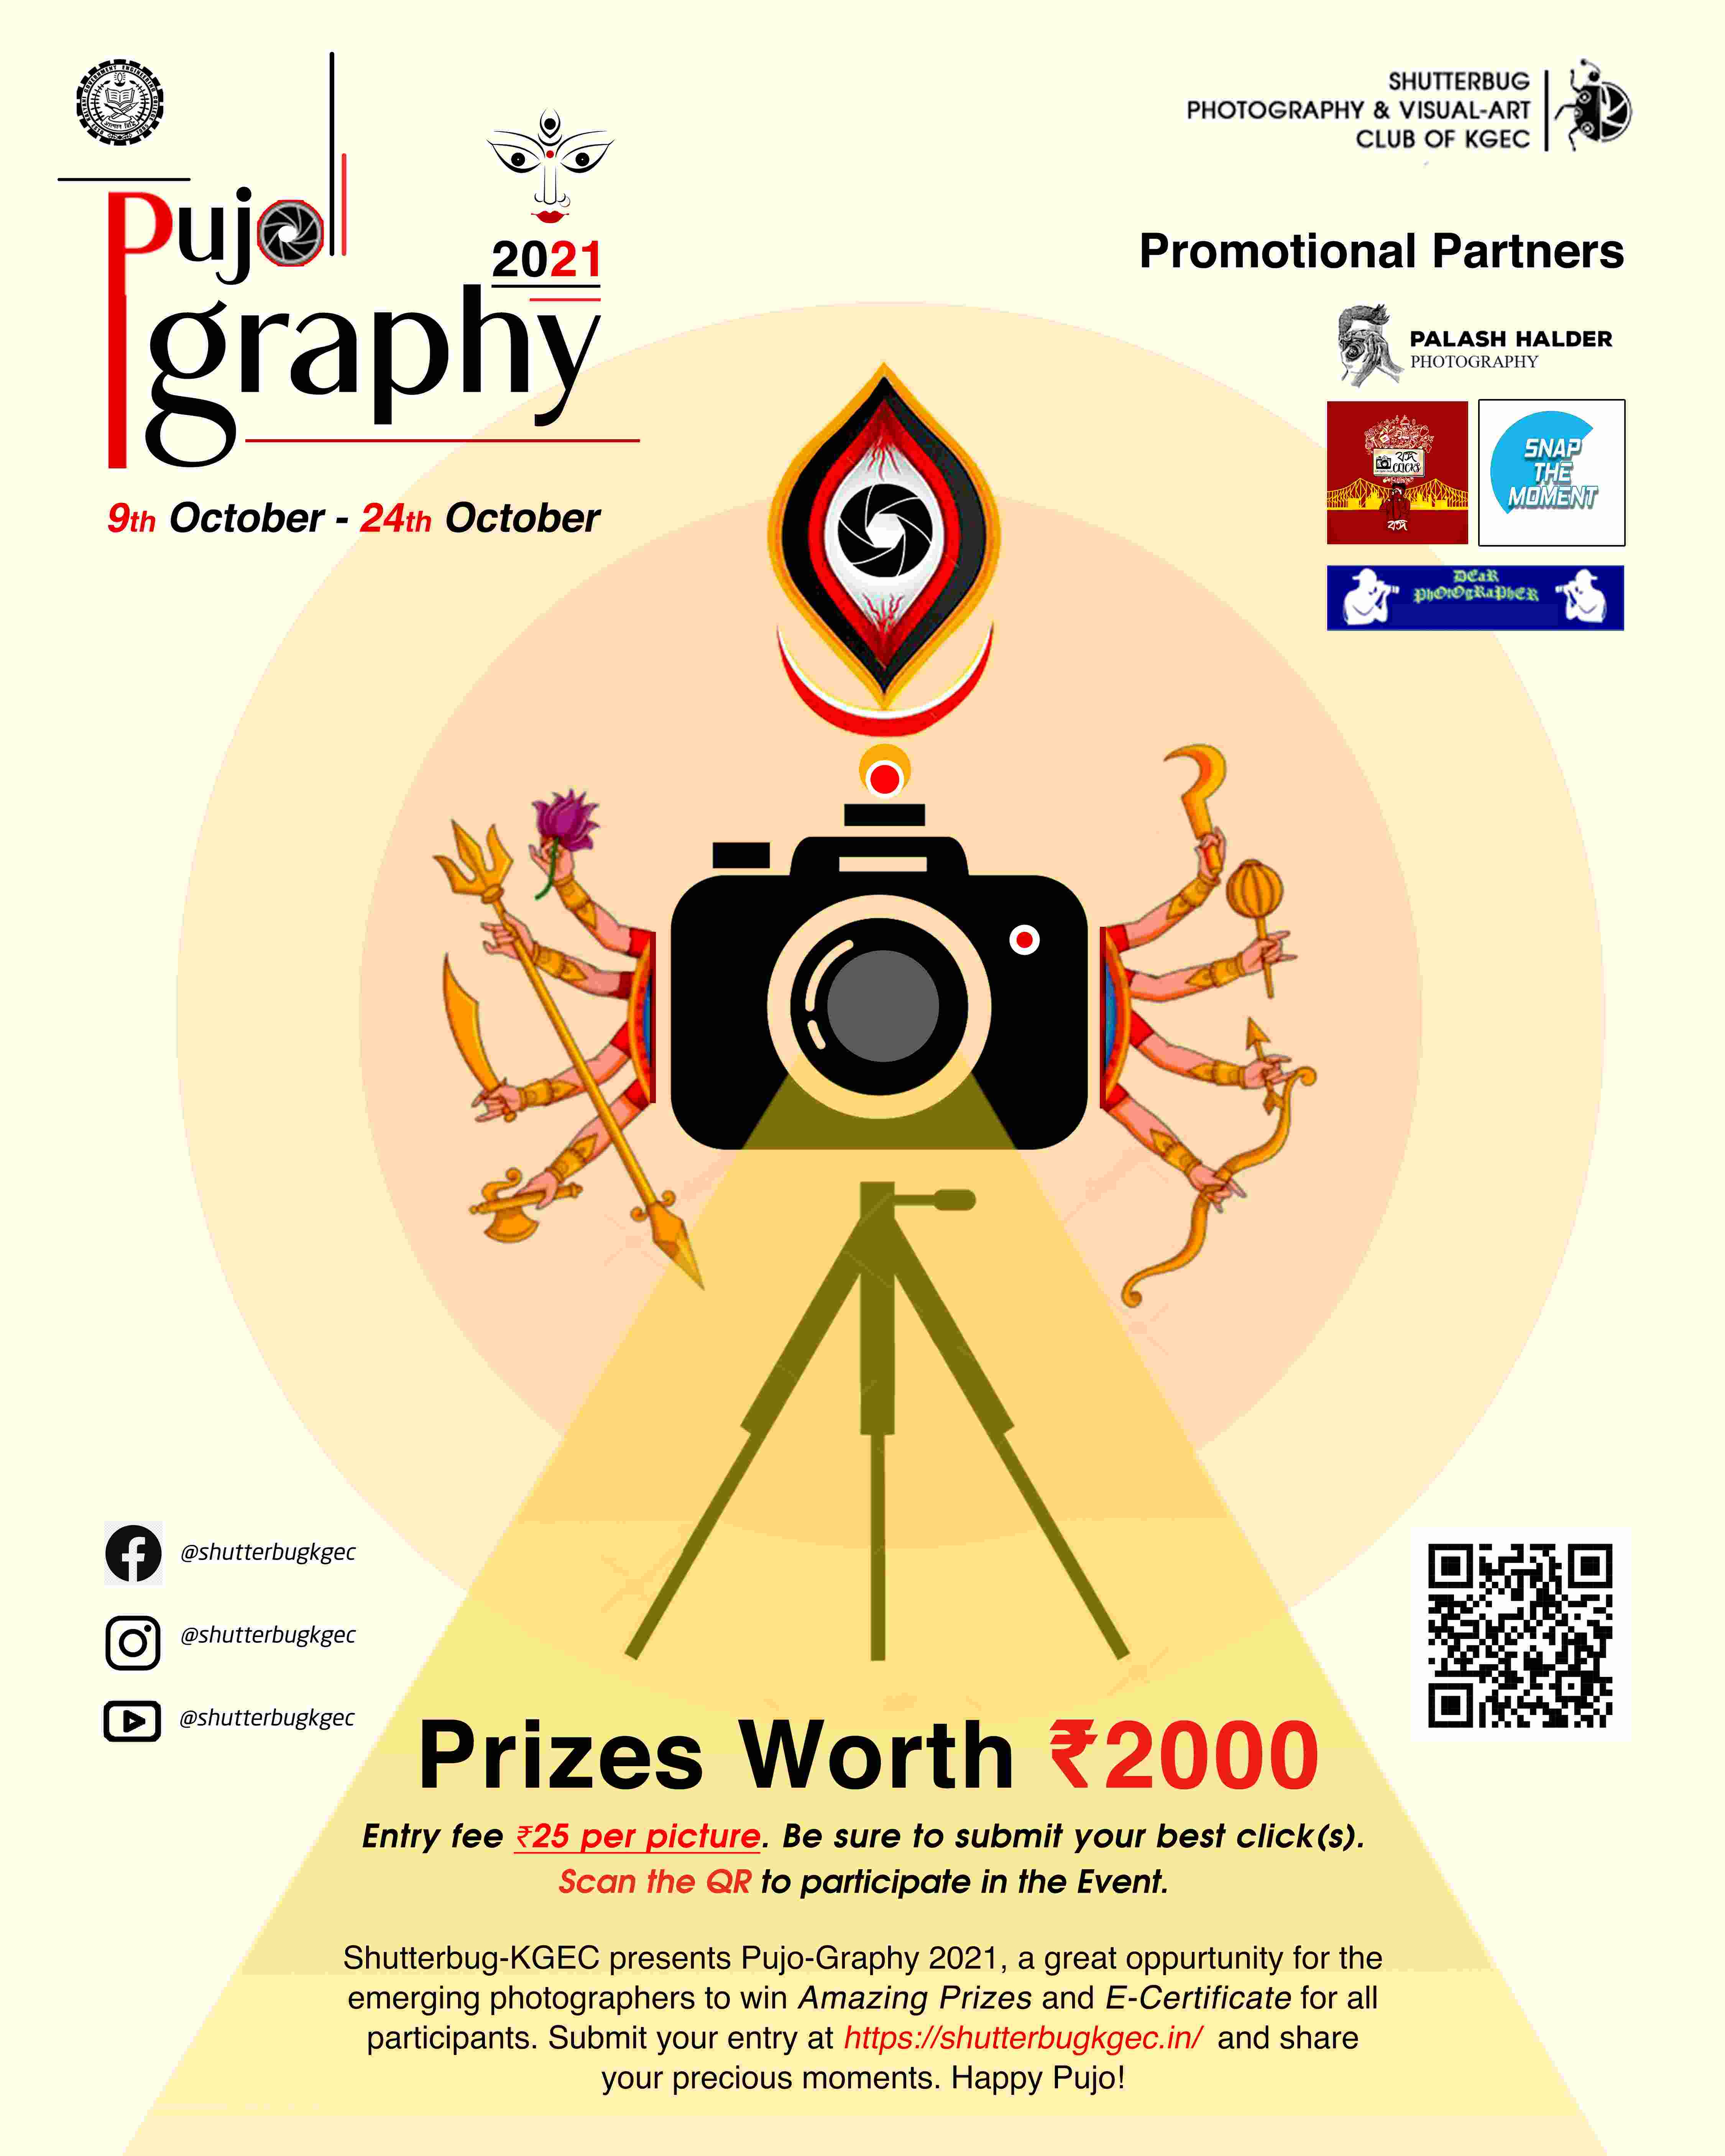 SHUTTERBUG
PHOTOGRAPHY & VISUAL-ART
CLUB OF KGEC
Pujo
2021
graphy
9th October - 24th October
Promotional Partners
PALASH HALDER
PHOTOGRAPHY
বঙ্গ
CLICKS
বঙ্গ
SNAP
THE
MOMENT
DEaR
PhOtOgRaPhER
@shutterbugkgec
@shutterbugkgec
@shutterbugkgec
Prizes Worth ₹2000
Entry fee ₹25 per picture. Be sure to submit your best click(s).
Scan the QR to participate in the Event.
Shutterbug-KGEC presents Pujo-Graphy 2021, a great oppurtunity for the
emerging photographers to win Amazing Prizes and E-Certificate for all
participants. Submit your entry at https://shutterbugkgec.in/ and share
your precious moments. Happy Pujo!